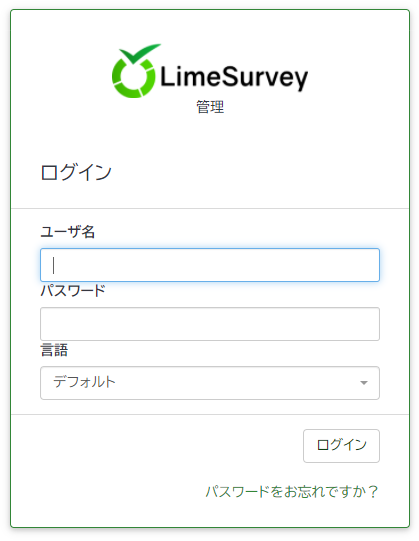 LimeSurvey
管理
ログイン
ユーザ名
パスワード
言語
デフォルト
ログイン
パスワードをお忘れですか？